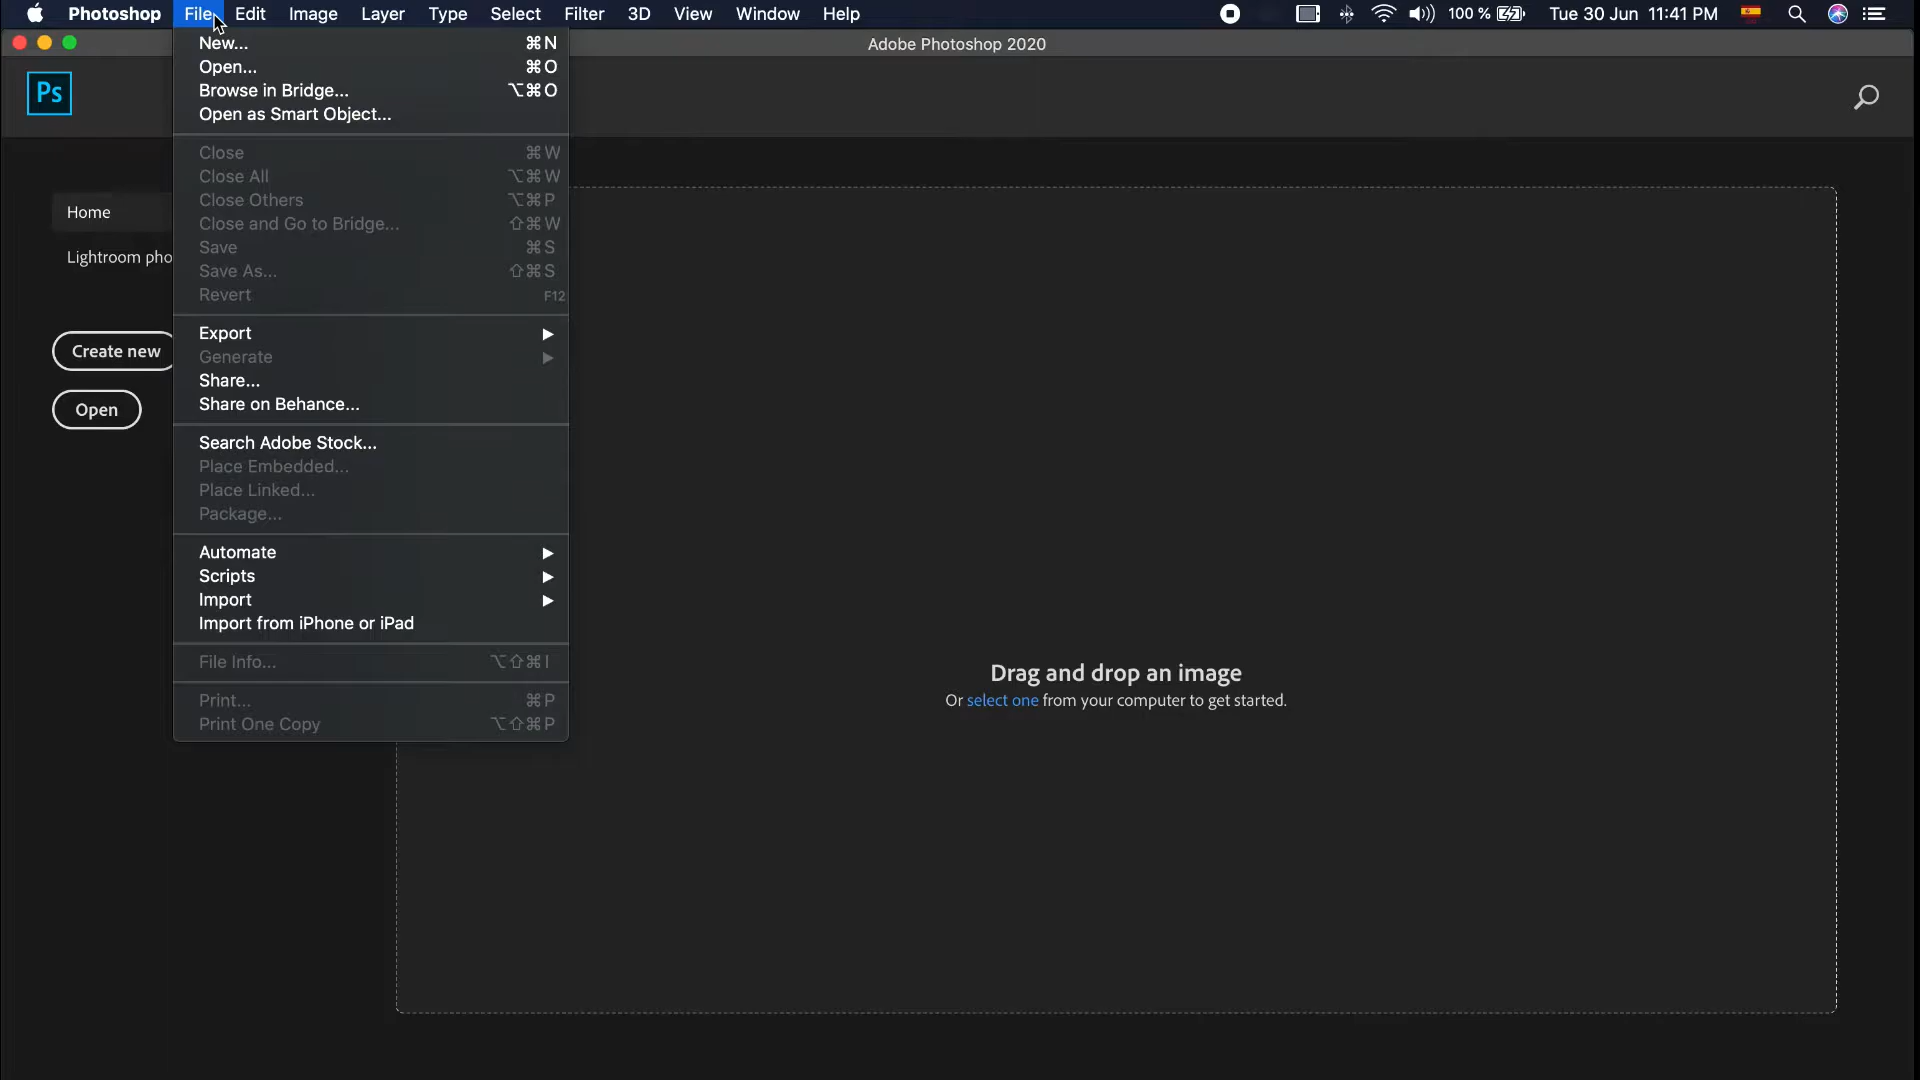 Photoshop File Edit Image Layer Type Select Filter 3D View Window Help 100 % Tue 30 Jun 11:41 PM
Adobe Photoshop 2020
Ps
New... ⌘N
Open... ⌘O
Browse in Bridge... ⌥⌘O
Open as Smart Object...
Close ⌘W
Close All ⌥⌘W
Close Others ⌥⌘P
Close and Go to Bridge... ⇧⌘W
Save ⌘S
Save As... ⇧⌘S
Revert F12
Export ▶
Generate ▶
Share...
Share on Behance...
Search Adobe Stock...
Place Embedded...
Place Linked...
Package...
Automate ▶
Scripts ▶
Import ▶
Import from iPhone or iPad
File Info... ⌥⇧⌘I
Print... ⌘P
Print One Copy ⌥⇧⌘P
Home
Lightroom pho
Create new
Open
Drag and drop an image
Or select one from your computer to get started.